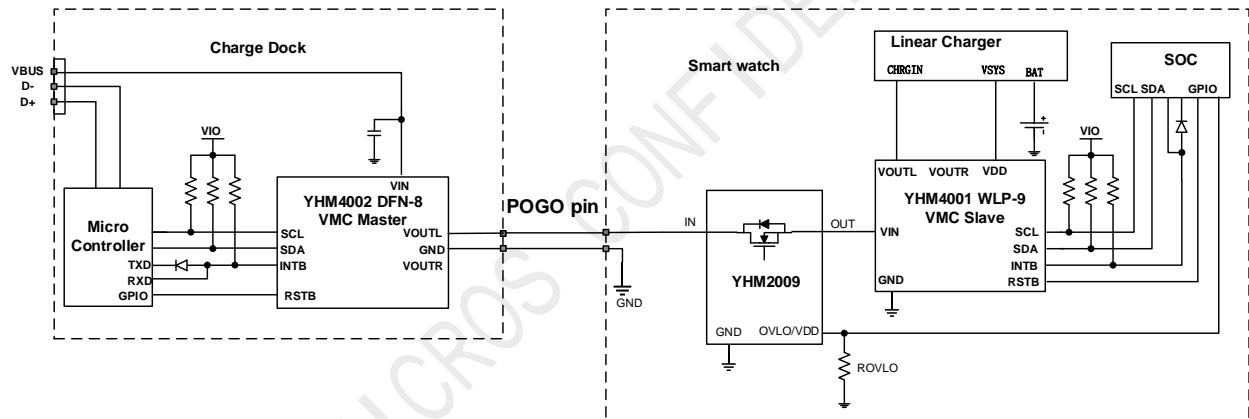 Charge Dock
VBUS
D-
D+
VIO
Micro
Controller
TXD
RXD
GPIO
VIN
YHM4002 DFN-8
VMC Master
SCL
SDA
INTB
RSTB
VOUTL
GND
VOUTR
POGO pin
GND
Smart watch
IN
OUT
YHM2009
GND
OVLO/VDD
ROVLO
Linear Charger
CHRGIN
VSYS
BAT
+
-
VOUTL
VOUTR
VDD
YHM4001 WLP-9
VMC Slave
VIN
GND
SCL
SDA
INTB
RSTB
VIO
SOC
SCL SDA
GPIO